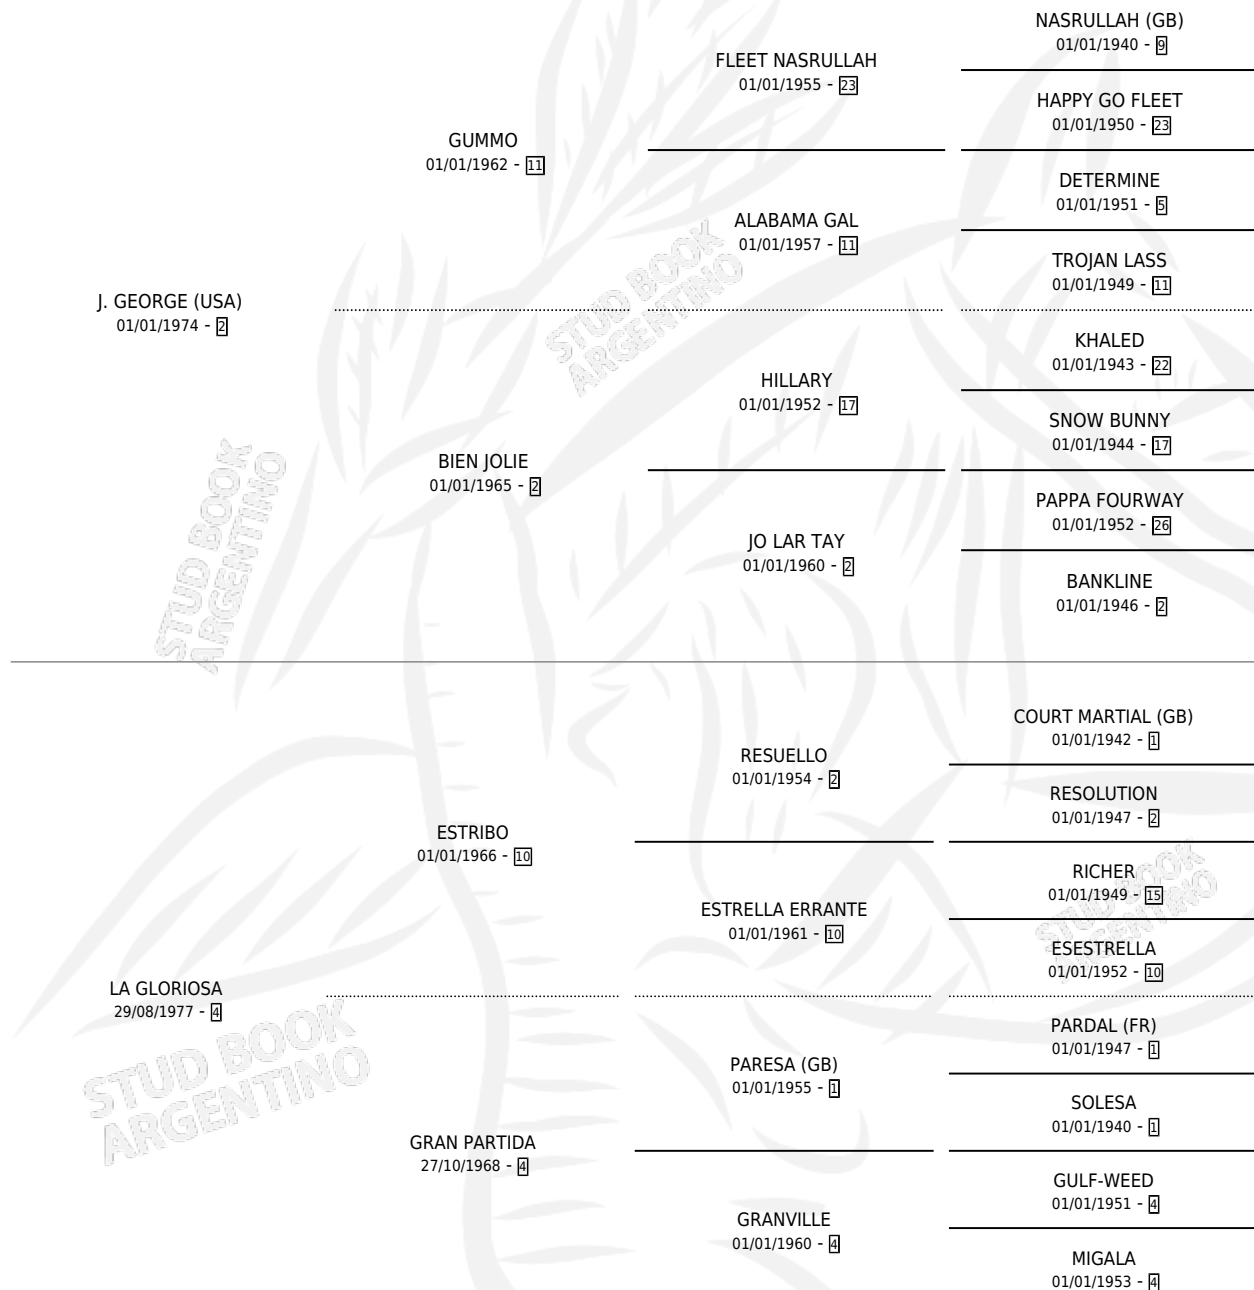 NASRULLAH (GB)
01/01/1940 - 9
FLEET NASRULLAH
01/01/1955 - 23
HAPPY GO FLEET
01/01/1950 - 23
GUMMO
01/01/1962 - 11
DETERMINE
01/01/1951 - 5
ALABAMA GAL
01/01/1957 - 11
TROJAN LASS
01/01/1949 - 11
J. GEORGE (USA)
01/01/1974 - 2
KHALED
01/01/1943 - 22
HILLARY
01/01/1952 - 17
SNOW BUNNY
01/01/1944 - 17
BIEN JOLIE
01/01/1965 - 2
PAPPA FOURWAY
01/01/1952 - 26
JO LAR TAY
01/01/1960 - 2
BANKLINE
01/01/1946 - 2
COURT MARTIAL (GB)
01/01/1942 - 1
RESUELLO
01/01/1954 - 2
RESOLUTION
01/01/1947 - 2
ESTRIBO
01/01/1966 - 10
RICHER
01/01/1949 - 15
ESTRELLA ERRANTE
01/01/1961 - 10
ESESTRELLA
01/01/1952 - 10
LA GLORIOSA
29/08/1977 - 4
PARDAL (FR)
01/01/1947 - 1
PARESA (GB)
01/01/1955 - 1
SOLESA
01/01/1940 - 1
GRAN PARTIDA
27/10/1968 - 4
GULF-WEED
01/01/1951 - 4
GRANVILLE
01/01/1960 - 4
MIGALA
01/01/1953 - 4
STUD BOOK
ARGENTINO
STUD BOOK
ARGENTINO
STUD BOOK
ARGENTINO
STUD BOOK
ARGENTINO